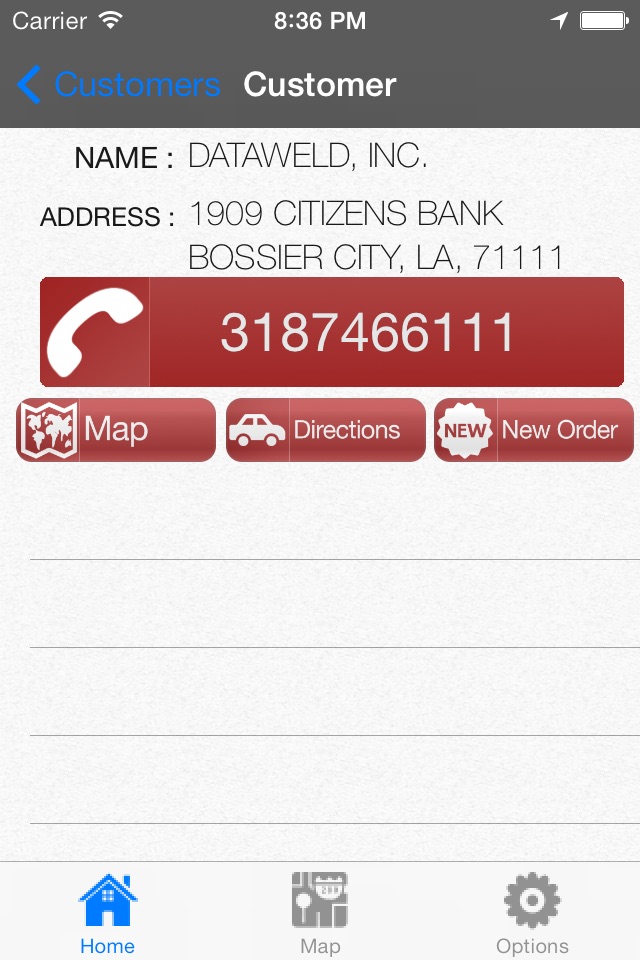 Carrier 8:36 PM
Customers Customer
NAME : DATAWELD, INC.
ADDRESS : 1909 CITIZENS BANK
BOSSIER CITY, LA, 71111
3187466111
Map Directions NEW New Order
Home Map Options